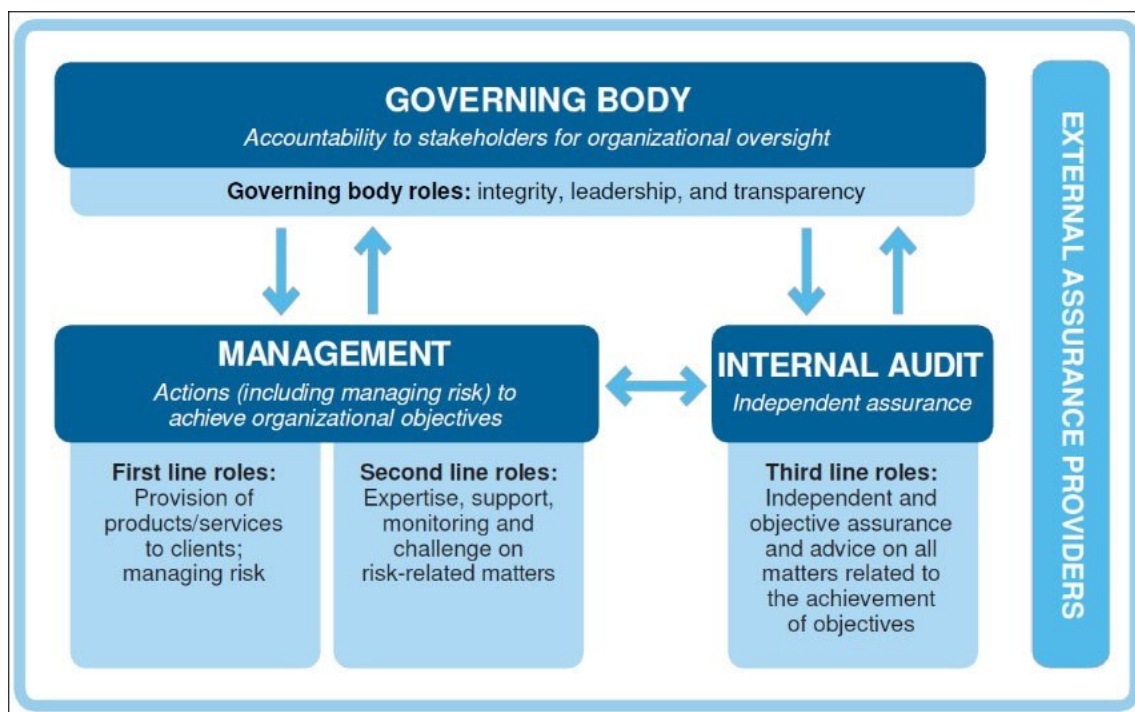 GOVERNING BODY
Accountability to stakeholders for organizational oversight
Governing body roles: integrity, leadership, and transparency
MANAGEMENT
Actions (including managing risk) to
achieve organizational objectives
First line roles:
Provision of
products/services
to clients;
managing risk
Second line roles:
Expertise, support,
monitoring and
challenge on
risk-related matters
INTERNAL AUDIT
Independent assurance
Third line roles:
Independent and
objective assurance
and advice on all
matters related to
the achievement
of objectives
EXTERNAL ASSURANCE PROVIDERS